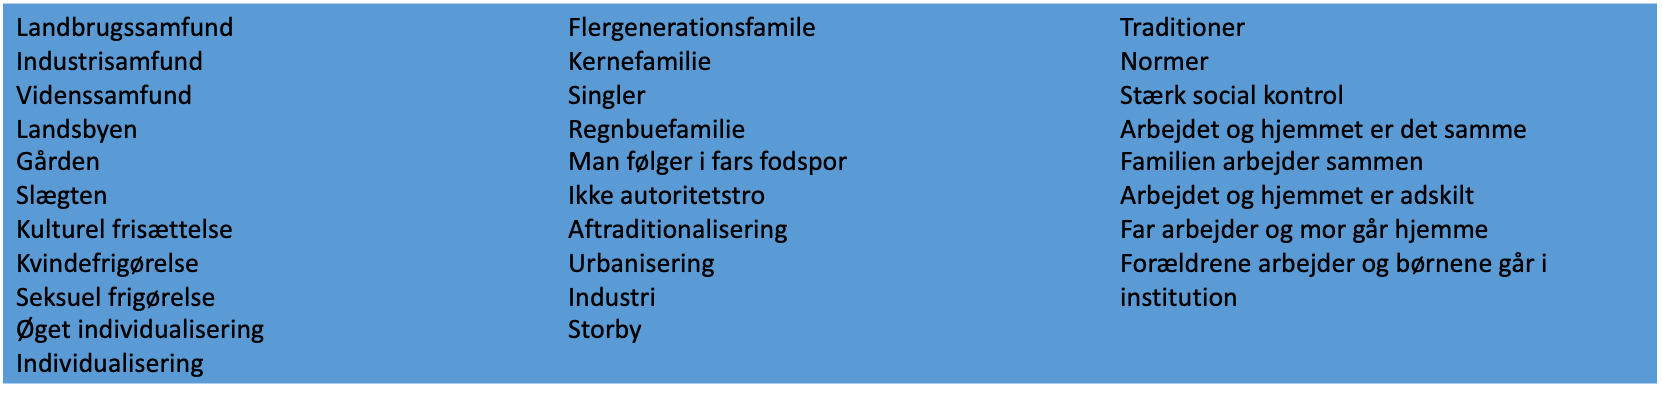 Landbrugssamfund
Industrisamfund
Videnssamfund
Landsbyen
Gården
Slægten
Kulturel frisættelse
Kvindefrigørelse
Seksuel frigørelse
Øget individualisering
Individualisering
Flergenerationsfamile
Kernefamilie
Singler
Regnbuefamilie
Man følger i fars fodspor
Ikke autoritetstro
Aftraditionalisering
Urbanisering
Industri
Storby
Traditioner
Normer
Stærk social kontrol
Arbejdet og hjemmet er det samme
Familien arbejder sammen
Arbejdet og hjemmet er adskilt
Far arbejder og mor går hjemme
Forældrene arbejder og børnene går i
institution